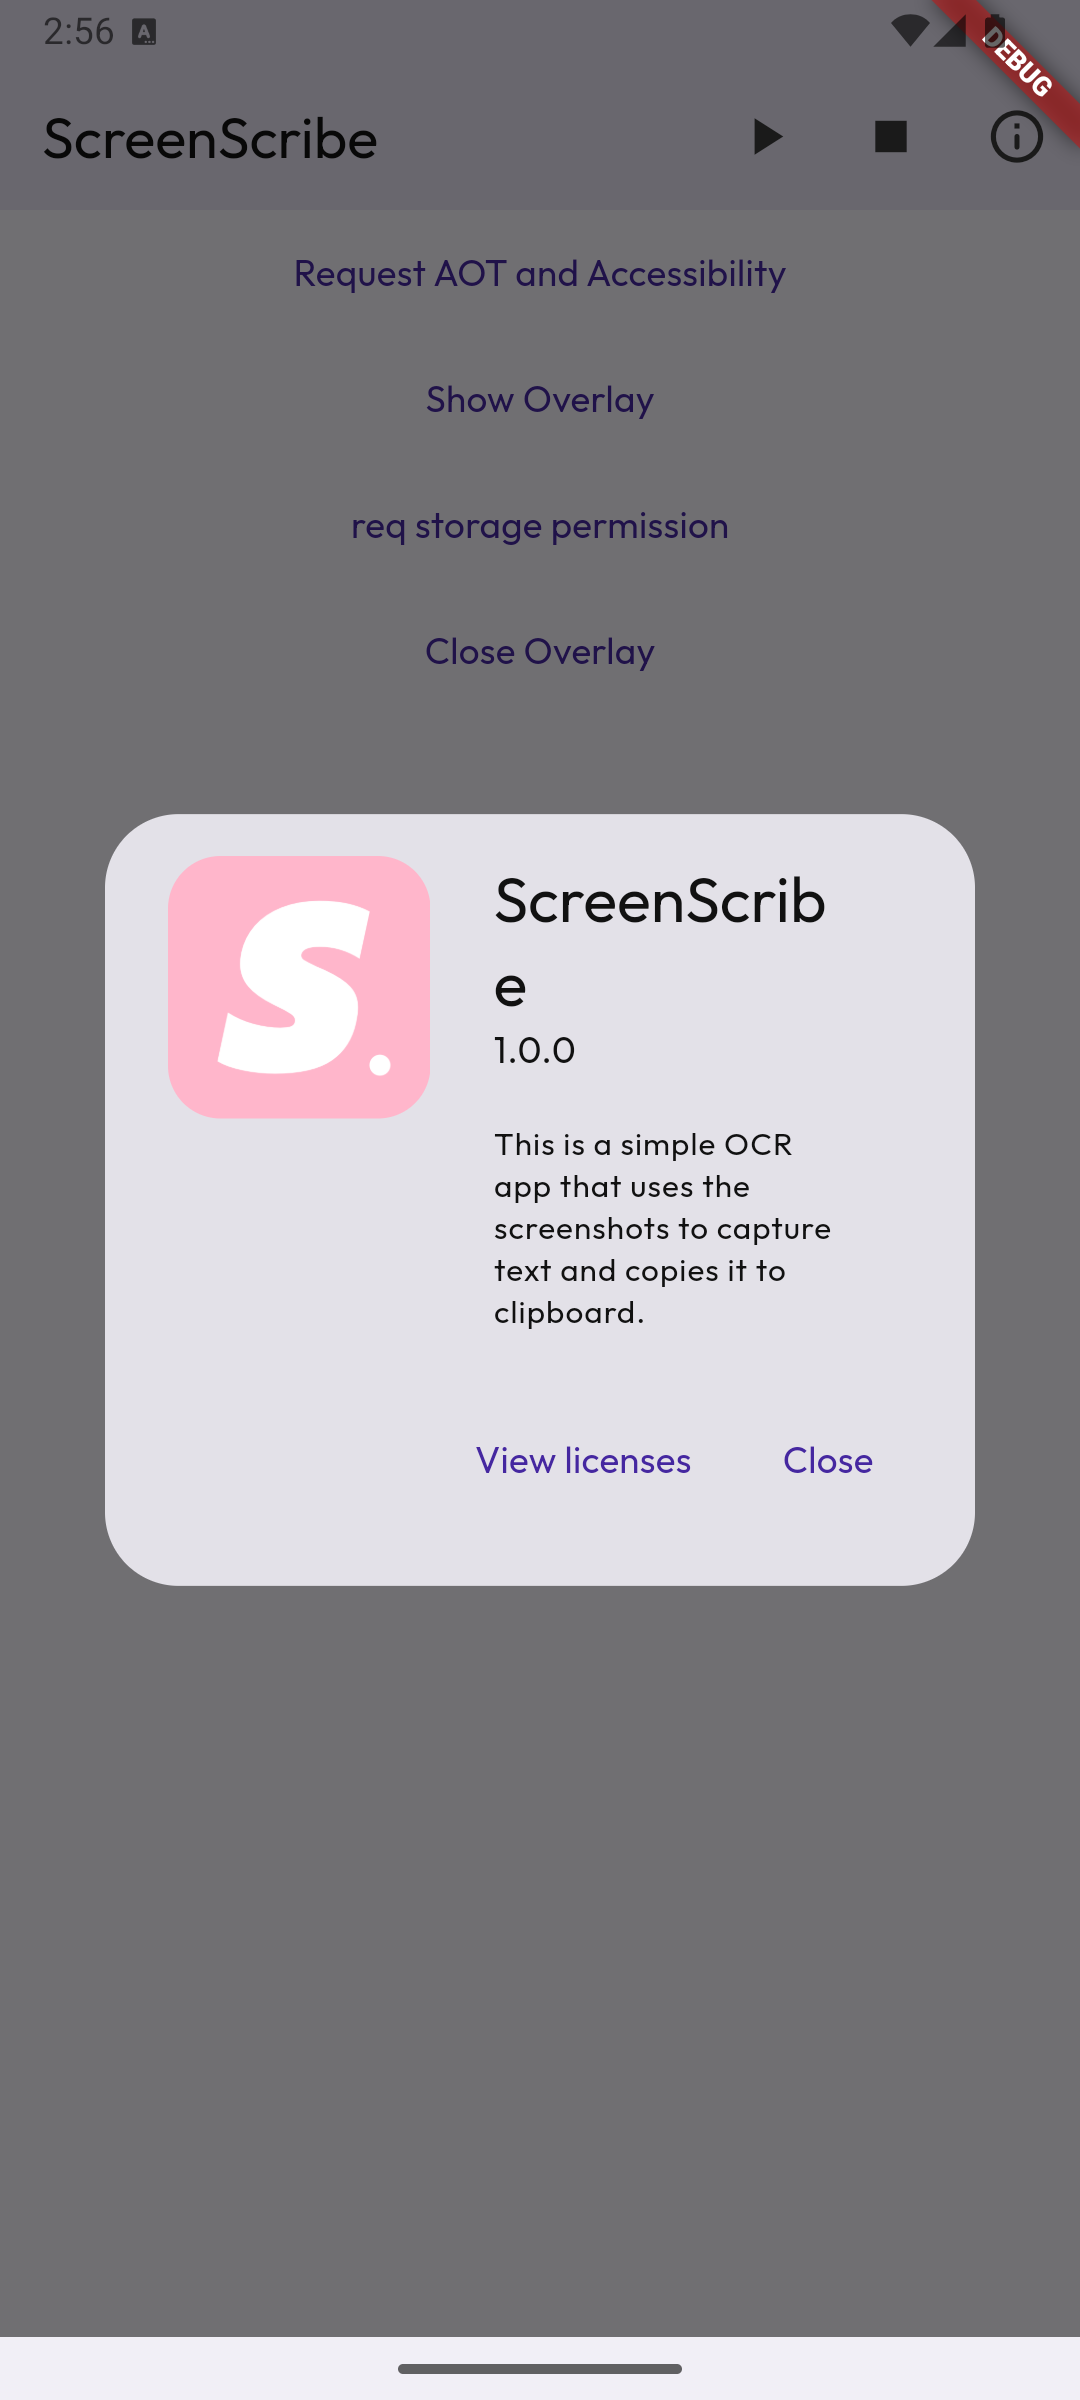 2:56 A
DEBUG
ScreenScribe
Request AOT and Accessibility
Show Overlay
req storage permission
Close Overlay
S.
ScreenScrib
e
1.0.0
This is a simple OCR
app that uses the
screenshots to capture
text and copies it to
clipboard.
View licenses Close